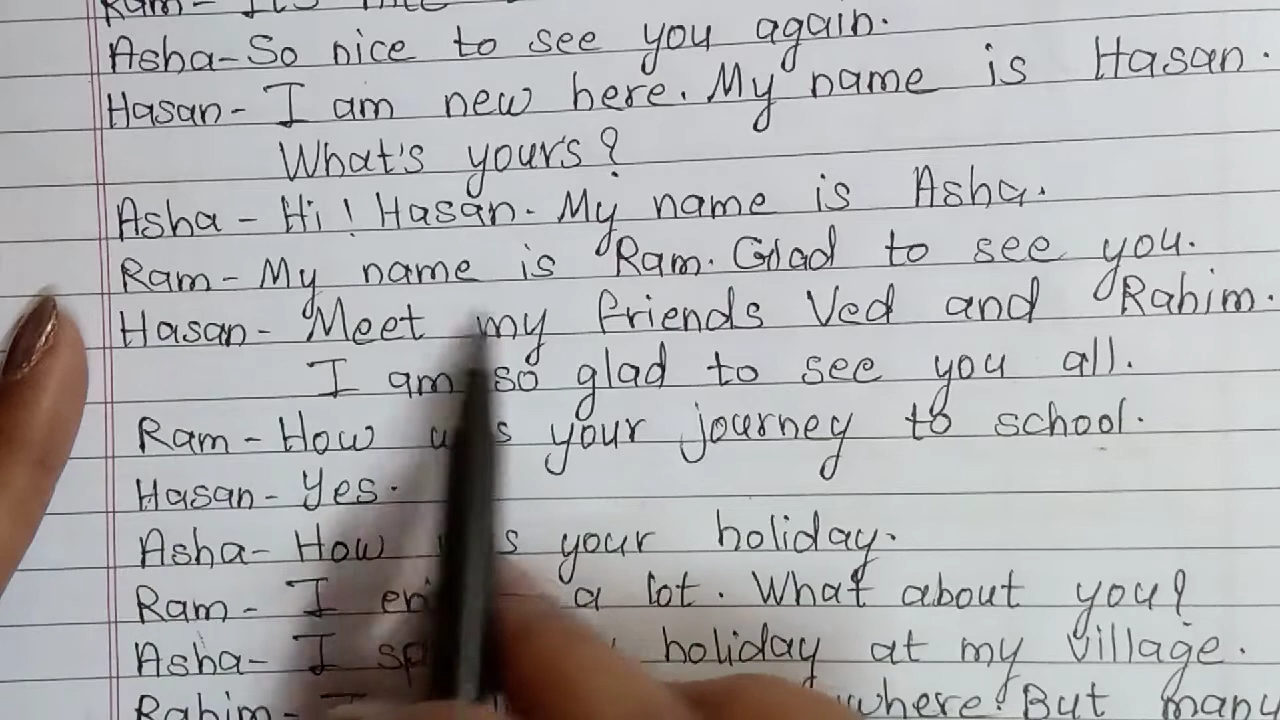 Ram-
Asha-So nice to see you again.
Hasan- I am new here. My name is Hasan.
What's your's?
Asha - Hi! Hasan. My name is Asha.
Ram- My name is Ram. Glad to see you.
Hasan- Meet my friends Ved and Rahim.
I am so glad to see you all.
Ram-How your journey to school.
Hasan- Yes.
Asha- How your holiday.
Ram- I a lot. What about you?
Asha- I holiday at my village.
Rahim- where. But many